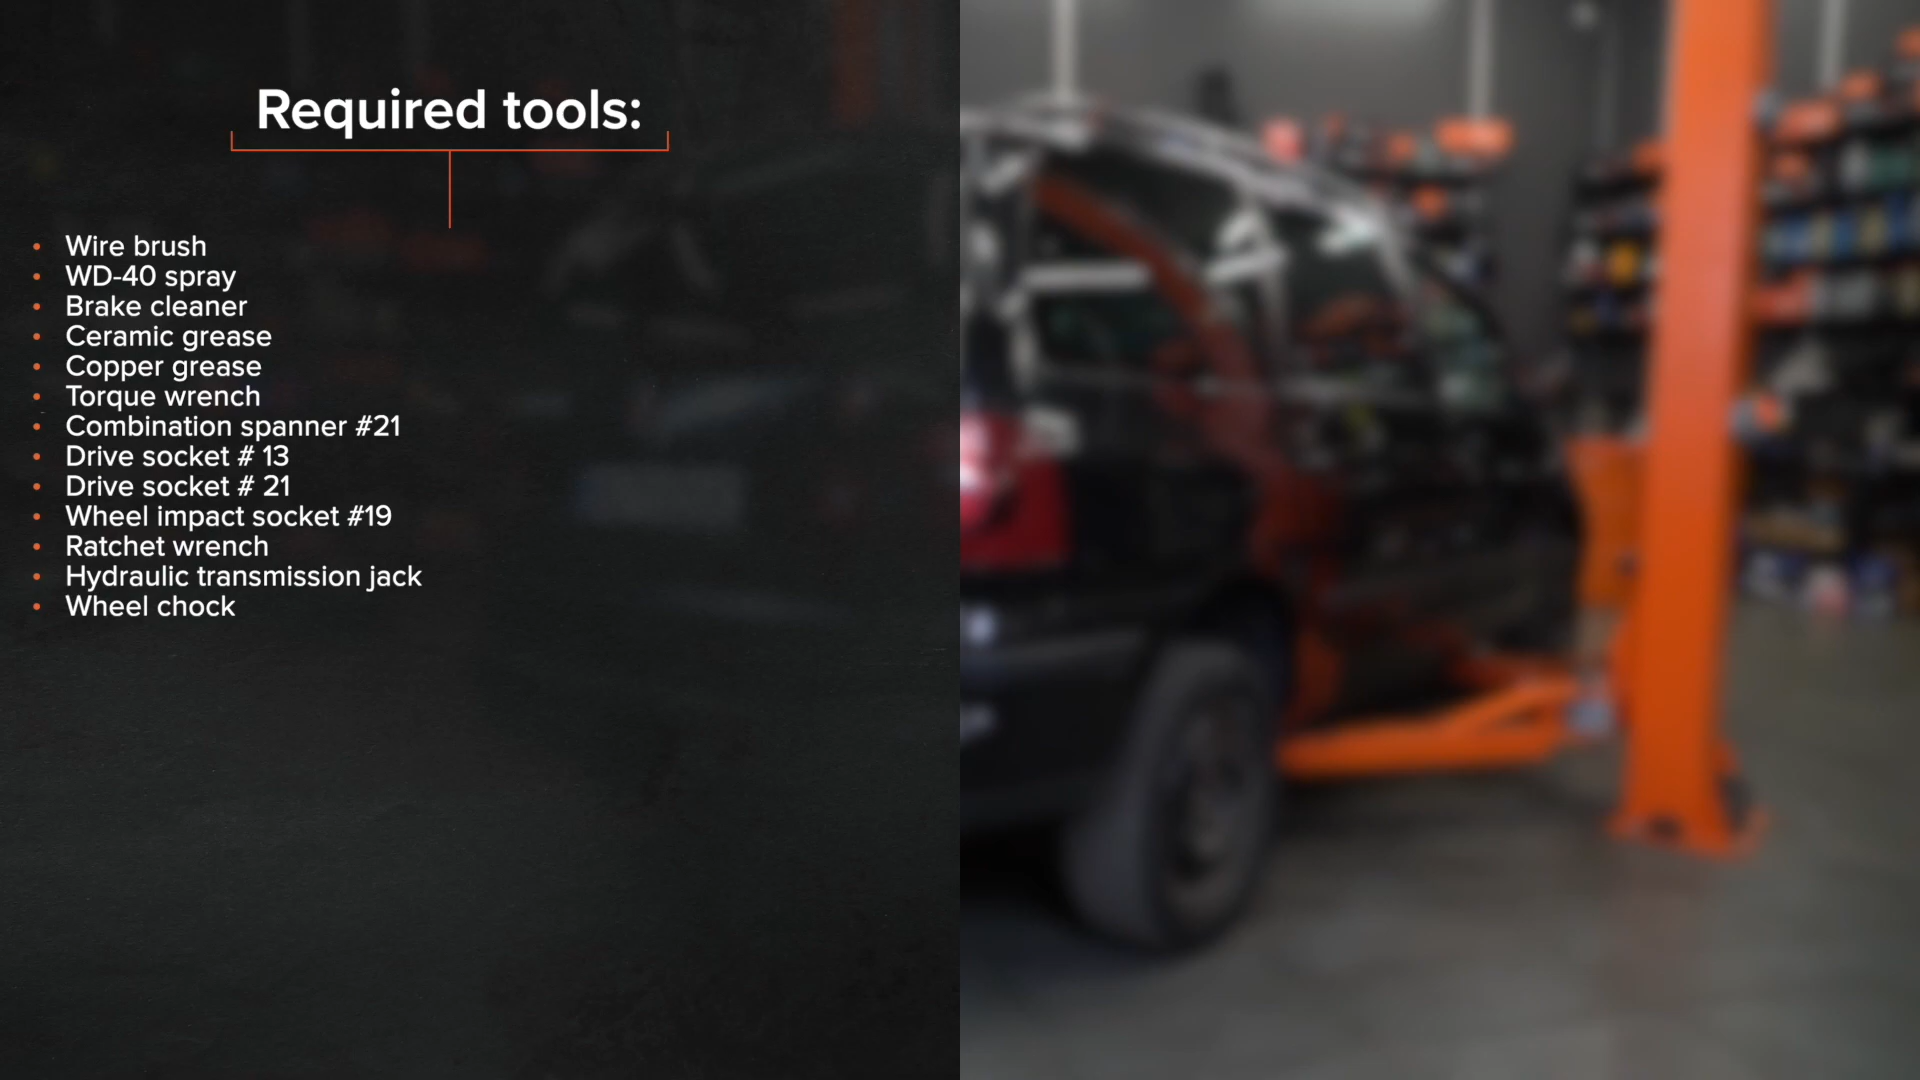 Required tools:
• Wire brush
• WD-40 spray
• Brake cleaner
• Ceramic grease
• Copper grease
• Torque wrench
• Combination spanner #21
• Drive socket # 13
• Drive socket # 21
• Wheel impact socket #19
• Ratchet wrench
• Hydraulic transmission jack
• Wheel chock